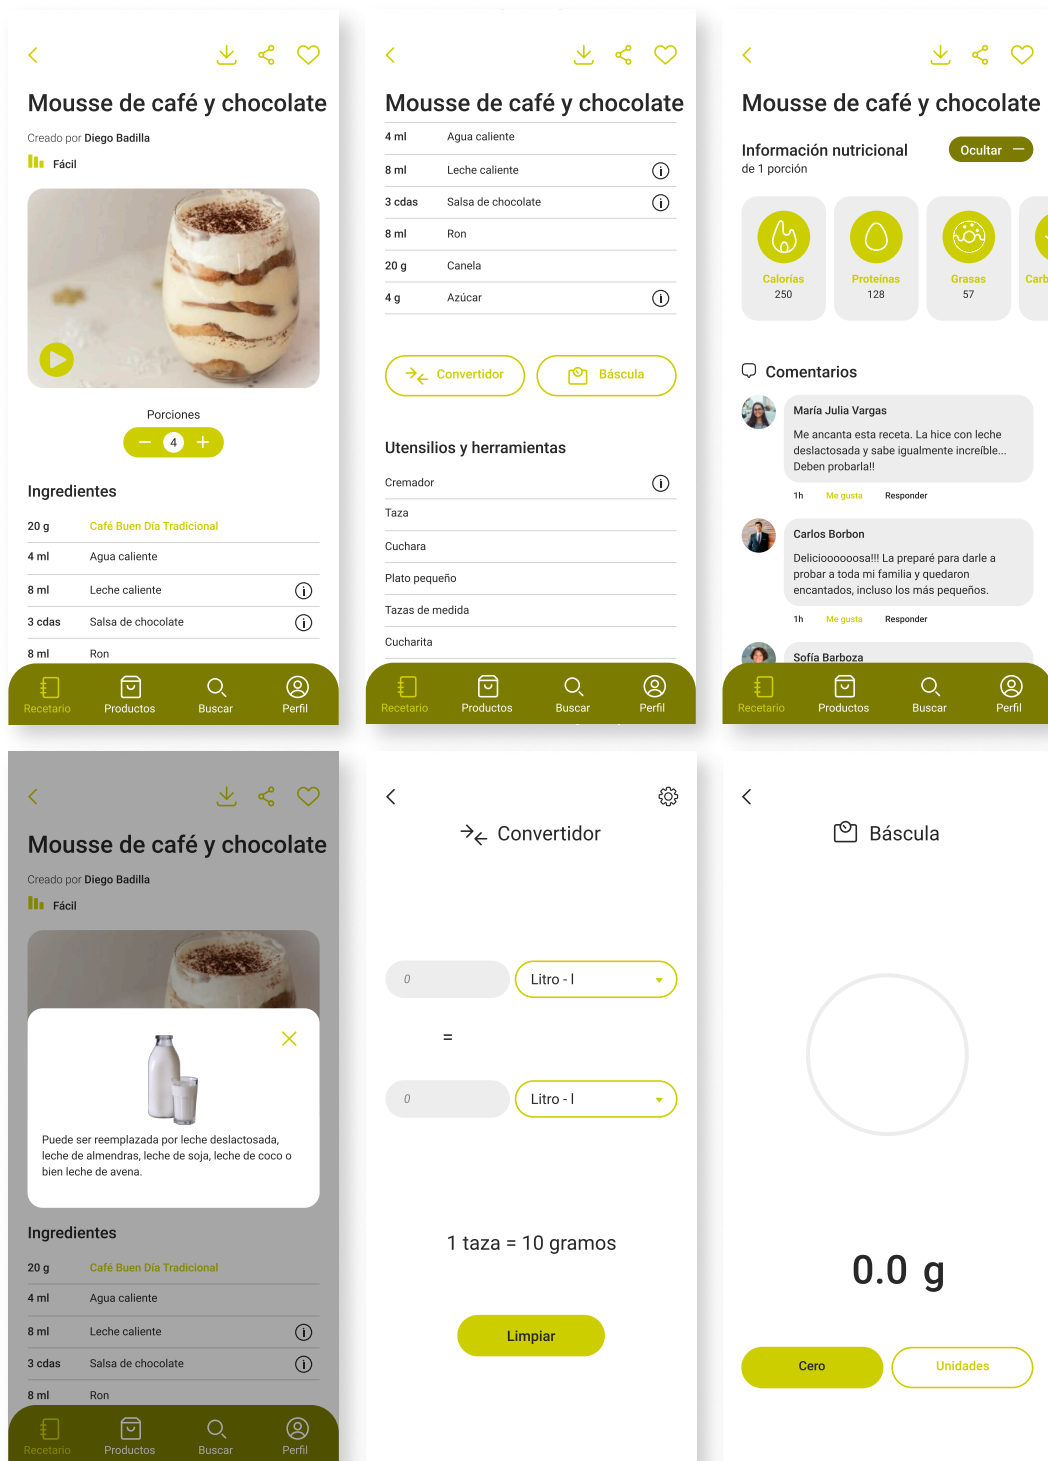 Mousse de café y chocolate
Creado por Diego Badilla
Fácil
Porciones
4
Ingredientes
20 g Café Buen Día Tradicional
4 ml Agua caliente
8 ml Leche caliente
3 cdas Salsa de chocolate
8 ml Ron
Recetario Productos Buscar Perfil
Mousse de café y chocolate
4 ml Agua caliente
8 ml Leche caliente
3 cdas Salsa de chocolate
8 ml Ron
20 g Canela
4 g Azúcar
Convertidor Báscula
Utensilios y herramientas
Cremador
Taza
Cuchara
Plato pequeño
Tazas de medida
Cucharita
Recetario Productos Buscar Perfil
Mousse de café y chocolate
Información nutricional Ocultar
de 1 porción
Calorías Proteínas Grasas Carb
250 128 57
Comentarios
María Julia Vargas
Me ancanta esta receta. La hice con leche
deslactosada y sabe igualmente increíble...
Deben probarla!!
1h Me gusta Responder
Carlos Borbon
Delicioooooosa!!! La preparé para darle a
probar a toda mi familia y quedaron
encantados, incluso los más pequeños.
1h Me gusta Responder
Sofía Barboza
Recetario Productos Buscar Perfil
Mousse de café y chocolate
Creado por Diego Badilla
Fácil
Puede ser reemplazada por leche deslactosada,
leche de almendras, leche de soja, leche de coco o
bien leche de avena.
Ingredientes
20 g Café Buen Día Tradicional
4 ml Agua caliente
8 ml Leche caliente
3 cdas Salsa de chocolate
8 ml Ron
Recetario Productos Buscar Perfil
Convertidor
0 Litro - l
=
0 Litro - l
1 taza = 10 gramos
Limpiar
Báscula
0.0 g
Cero Unidades